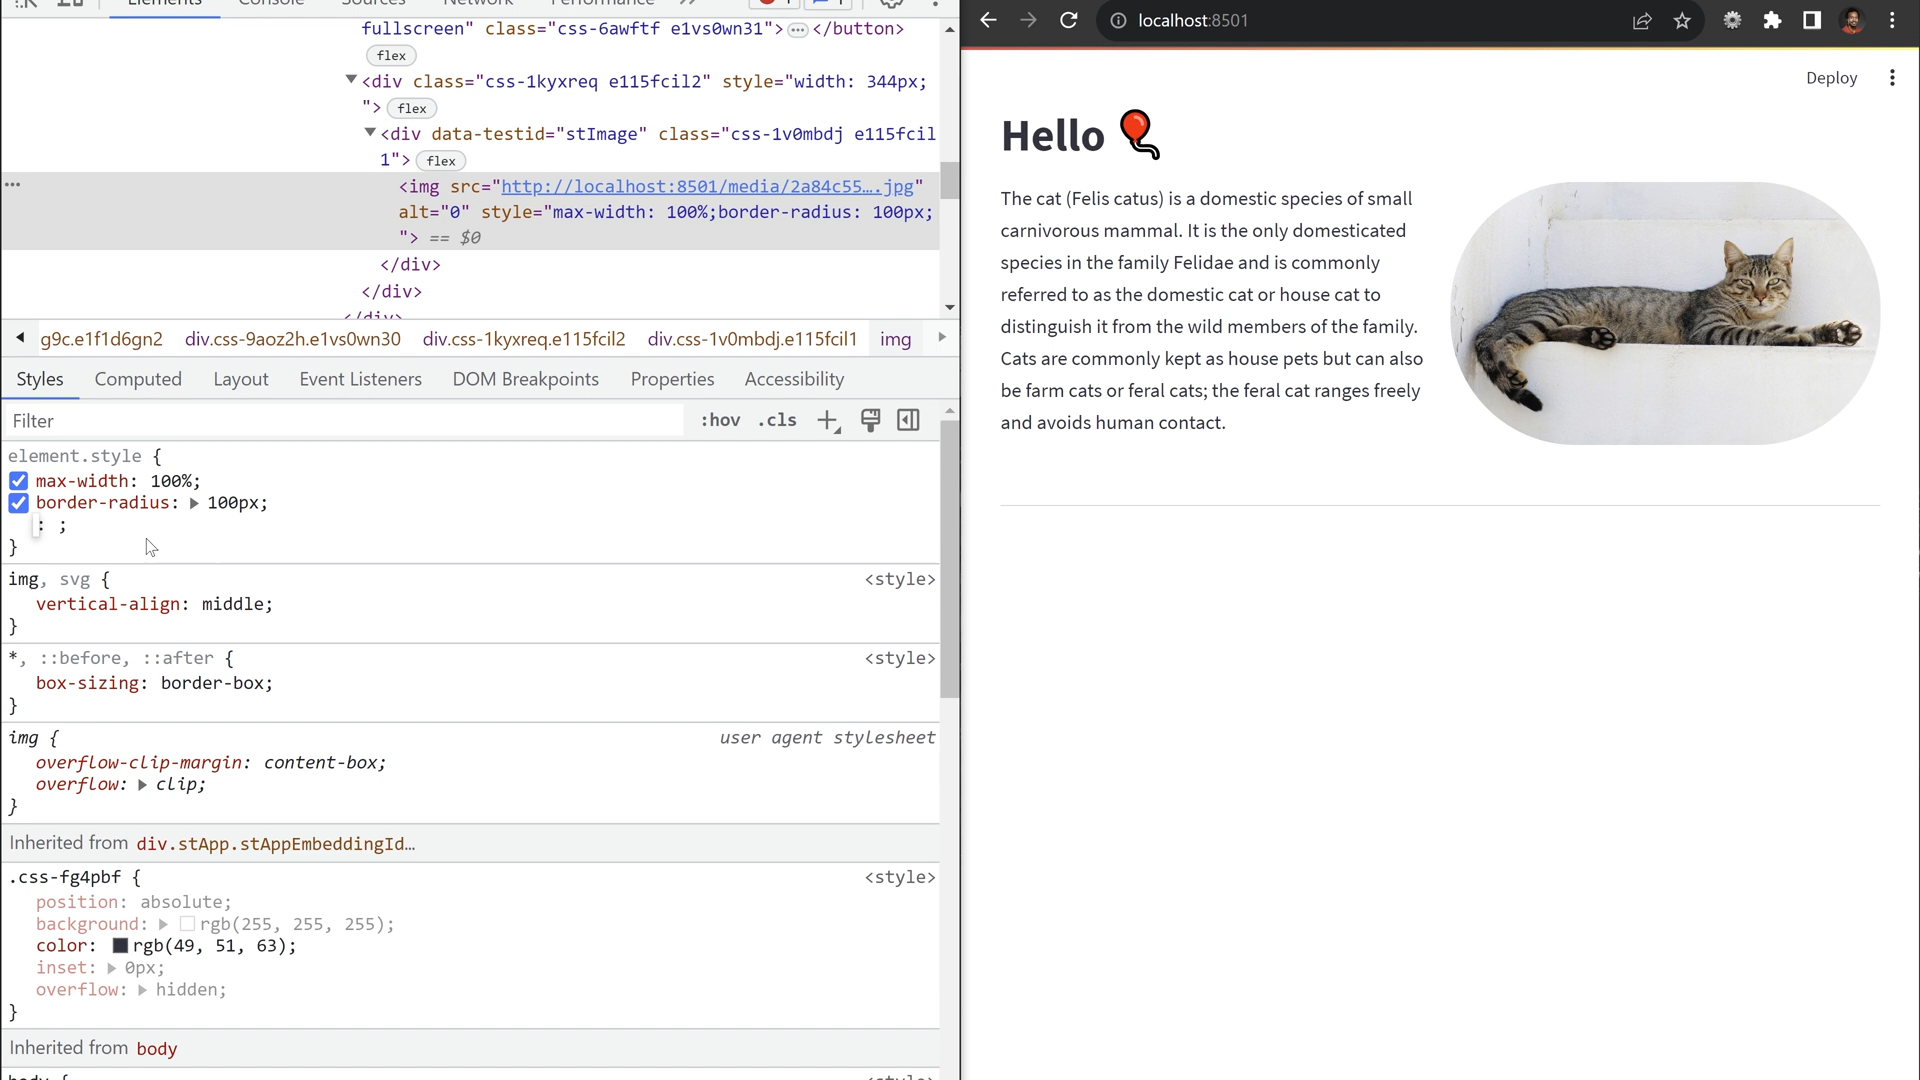 Elements Console Sources Network Performance
fullscreen" class="css-6awftf e1vs0wn31"> </button>
flex
<div class="css-1kyxreq e115fcil2" style="width: 344px;
"> flex
<div data-testid="stImage" class="css-1v0mbdj e115fcil
1"> flex
<img src="http://localhost:8501/media/2a84c55….jpg"
alt="0" style="max-width: 100%;border-radius: 100px;
"> == $0
</div>
</div>
</div>
g9c.e1f1d6gn2 div.css-9aoz2h.e1vs0wn30 div.css-1kyxreq.e115fcil2 div.css-1v0mbdj.e115fcil1 img
Styles Computed Layout Event Listeners DOM Breakpoints Properties Accessibility
Filter :hov .cls
element.style {
max-width: 100%;
border-radius: 100px;
: ;
}
img, svg { <style>
vertical-align: middle;
}
*, ::before, ::after { <style>
box-sizing: border-box;
}
img { user agent stylesheet
overflow-clip-margin: content-box;
overflow: clip;
}
Inherited from div.stApp.stAppEmbeddingId…
.css-fg4pbf { <style>
position: absolute;
background: rgb(255, 255, 255);
color: rgb(49, 51, 63);
inset: 0px;
overflow: hidden;
}
Inherited from body
body { <style>
localhost:8501
Deploy
Hello 🎈
The cat (Felis catus) is a domestic species of small
carnivorous mammal. It is the only domesticated
species in the family Felidae and is commonly
referred to as the domestic cat or house cat to
distinguish it from the wild members of the family.
Cats are commonly kept as house pets but can also
be farm cats or feral cats; the feral cat ranges freely
and avoids human contact.